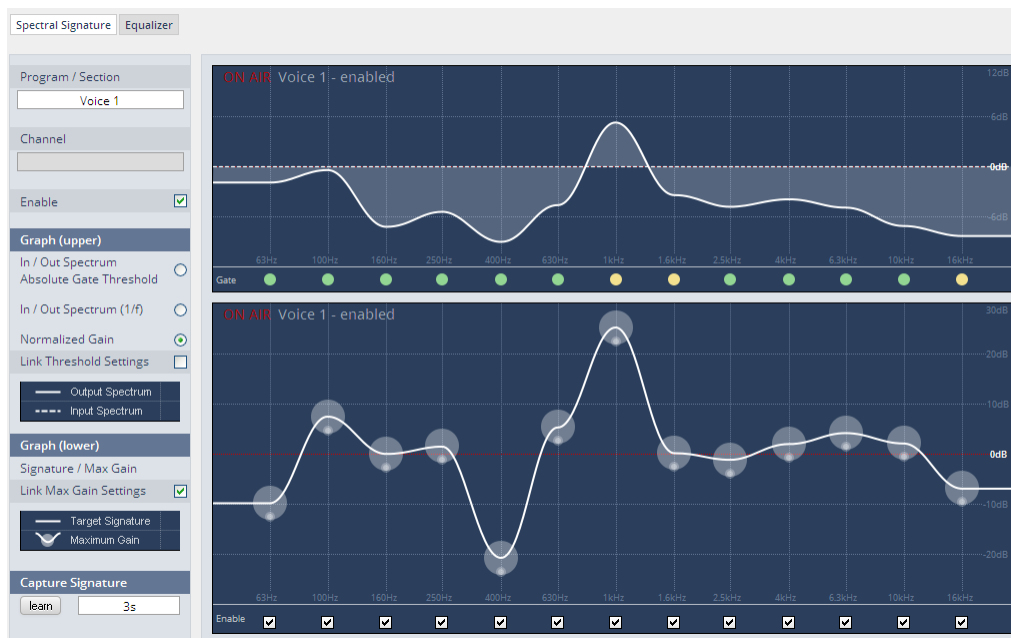 Spectral Signature Equalizer
Program / Section
Voice 1
Channel
Enable
Graph (upper)
In / Out Spectrum
Absolute Gate Threshold
In / Out Spectrum (1/f)
Normalized Gain
Link Threshold Settings
Output Spectrum
Input Spectrum
Graph (lower)
Signature / Max Gain
Link Max Gain Settings
Target Signature
Maximum Gain
Capture Signature
learn 3s
ON AIR Voice 1 - enabled
12dB
6dB
0dB
-6dB
63Hz 100Hz 160Hz 250Hz 400Hz 630Hz 1kHz 1.6kHz 2.5kHz 4kHz 6.3kHz 10kHz 16kHz
Gate
ON AIR Voice 1 - enabled
30dB
20dB
10dB
0dB
-10dB
-20dB
63Hz 100Hz 160Hz 250Hz 400Hz 630Hz 1kHz 1.6kHz 2.5kHz 4kHz 6.3kHz 10kHz 16kHz
Enable